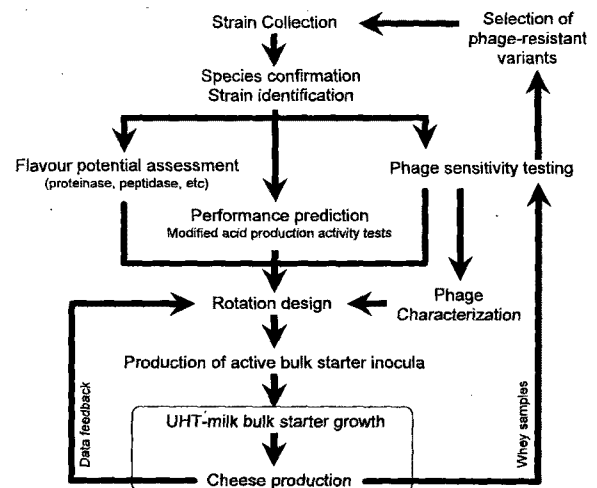 Strain Collection
Selection of
phage-resistant
variants
Species confirmation
Strain identification
Flavour potential assessment
(proteinase, peptidase, etc)
Phage sensitivity testing
Performance prediction
Modified acid production activity tests
Rotation design
Phage
Characterization
Production of active bulk starter inocula
Data feedback
UHT-milk bulk starter growth
Whey samples
Cheese production